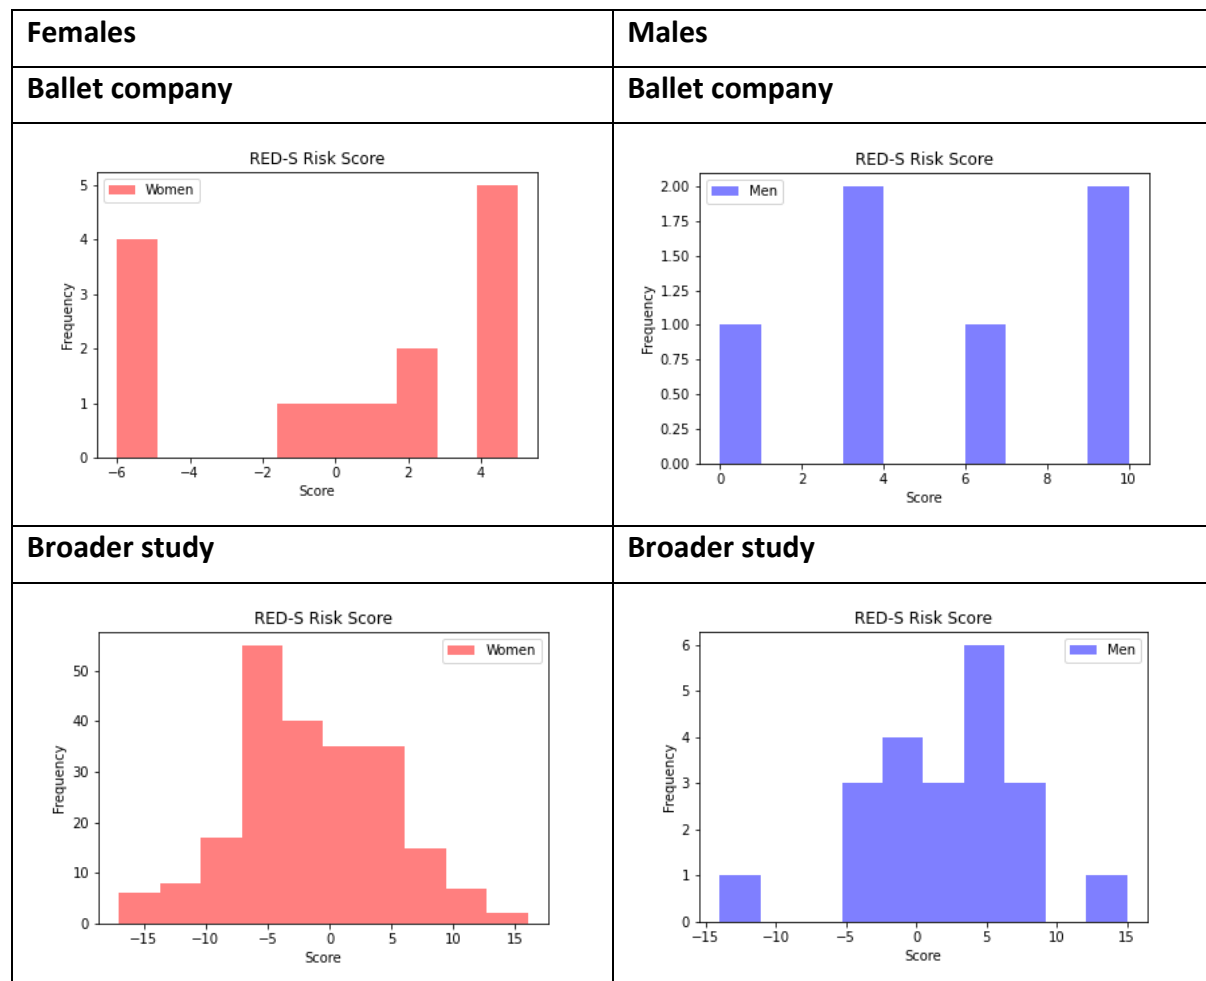 Females
Males
Ballet company
Ballet company
RED-S Risk Score
Women
5
4
3
2
1
0
Frequency
−6
−4
−2
0
2
4
Score
RED-S Risk Score
Men
2.00
1.75
1.50
1.25
1.00
0.75
0.50
0.25
0.00
Frequency
0
2
4
6
8
10
Score
Broader study
Broader study
RED-S Risk Score
Women
50
40
30
20
10
0
Frequency
−15
−10
−5
0
5
10
15
Score
RED-S Risk Score
Men
6
5
4
3
2
1
0
Frequency
−15
−10
−5
0
5
10
15
Score